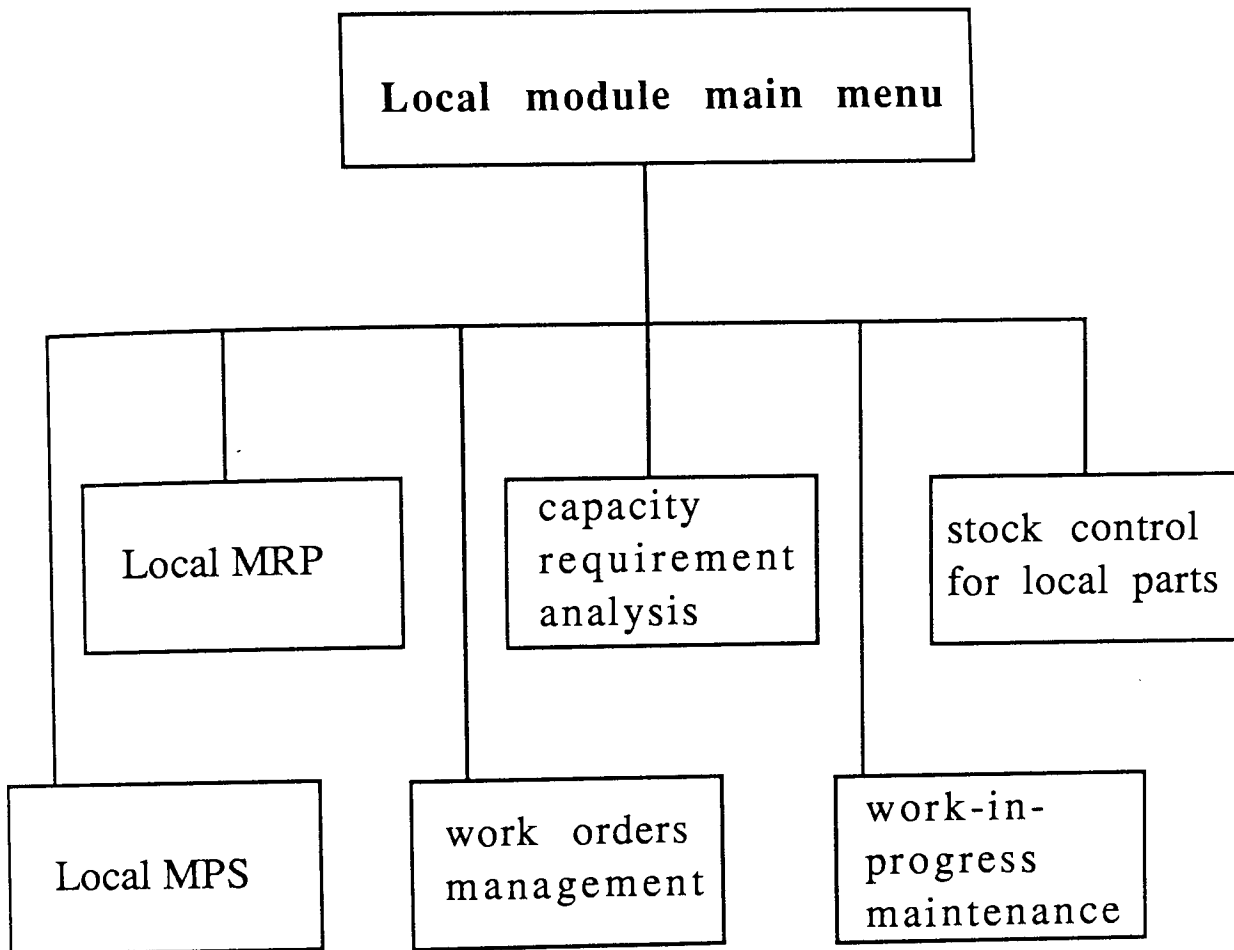 Local module main menu
Local MRP
capacity
requirement
analysis
stock control
for local parts
Local MPS
work orders
management
work-in-
progress
maintenance